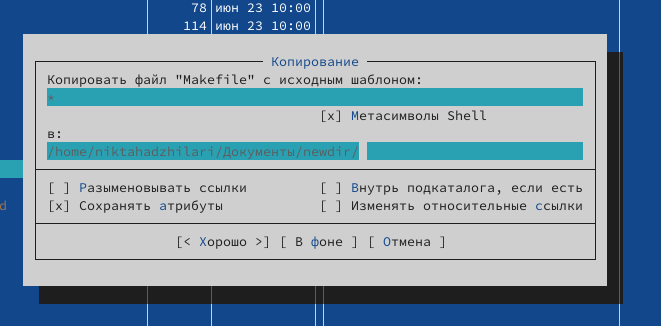 78 июн 23 10:00
114 июн 23 10:00
Копирование
Копировать файл "Makefile" с исходным шаблоном:
*
[x] Метасимволы Shell
в:
/home/niktahadzhilari/Документы/newdir/
[ ] Разыменовывать ссылки [ ] Внутрь подкаталога, если есть
[x] Сохранять атрибуты [ ] Изменять относительные ссылки
[< Хорошо >] [ В фоне ] [ Отмена ]
d